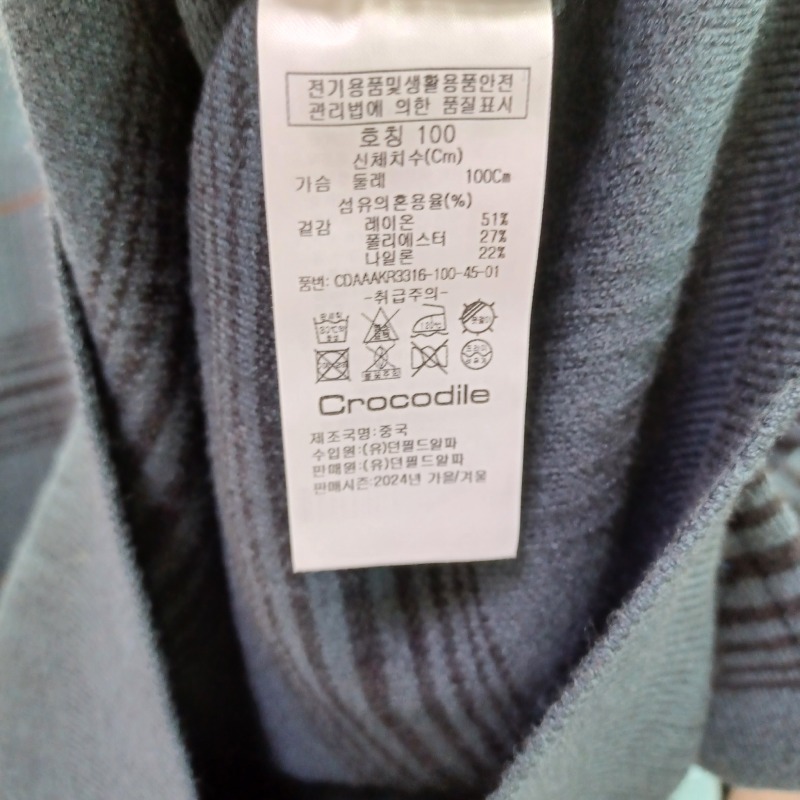 전기용품및생활용품안전
관리법에 의한 품질표시
호칭 100
신체치수(Cm)
가슴 둘레 100Cm
섬유의혼용율(%)
겉감 레이온 51%
폴리에스터 27%
나일론 22%
품번: CDAAAKR3316-100-45-01
-취급주의-
Crocodile
제조국명:중국
수입원:(유)던필드알파
판매원:(유)던필드알파
판매시즌:2024년 가을/겨울